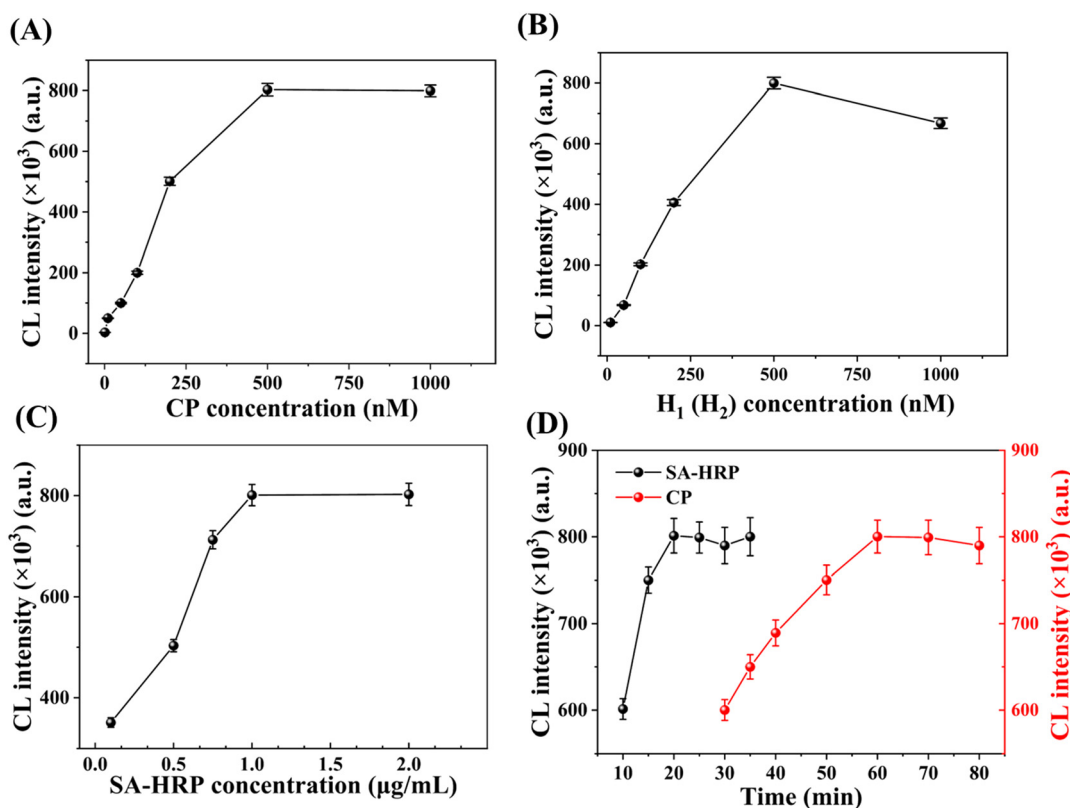 (A)
CL intensity (×10³) (a.u.)
800
600
400
200
0
0 250 500 750 1000
CP concentration (nM)
(B)
CL intensity (×10³) (a.u.)
800
600
400
200
0
0 250 500 750 1000
H₁ (H₂) concentration (nM)
(C)
CL intensity (×10³) (a.u.)
800
600
400
0.0 0.5 1.0 1.5 2.0
SA-HRP concentration (μg/mL)
(D)
CL intensity (×10³) (a.u.)
900
800
700
600
SA-HRP
CP
10 20 30 40 50 60 70 80
Time (min)
900
800
700
600
CL intensity (×10³) (a.u.)